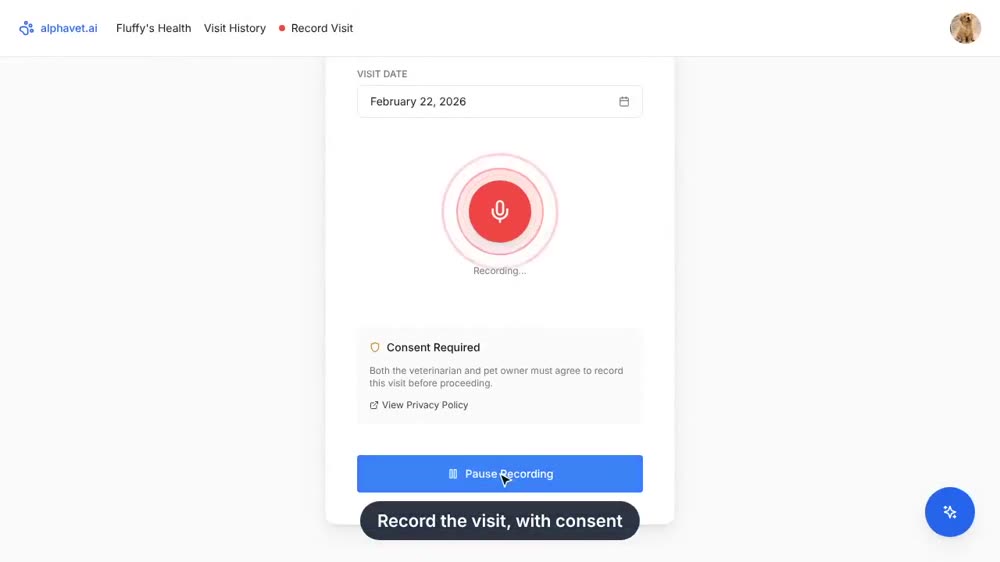 alphavet.ai
Fluffy's Health
Visit History
Record Visit
VISIT DATE
February 22, 2026
Recording...
Consent Required
Both the veterinarian and pet owner must agree to record
this visit before proceeding.
View Privacy Policy
Pause Recording
Record the visit, with consent